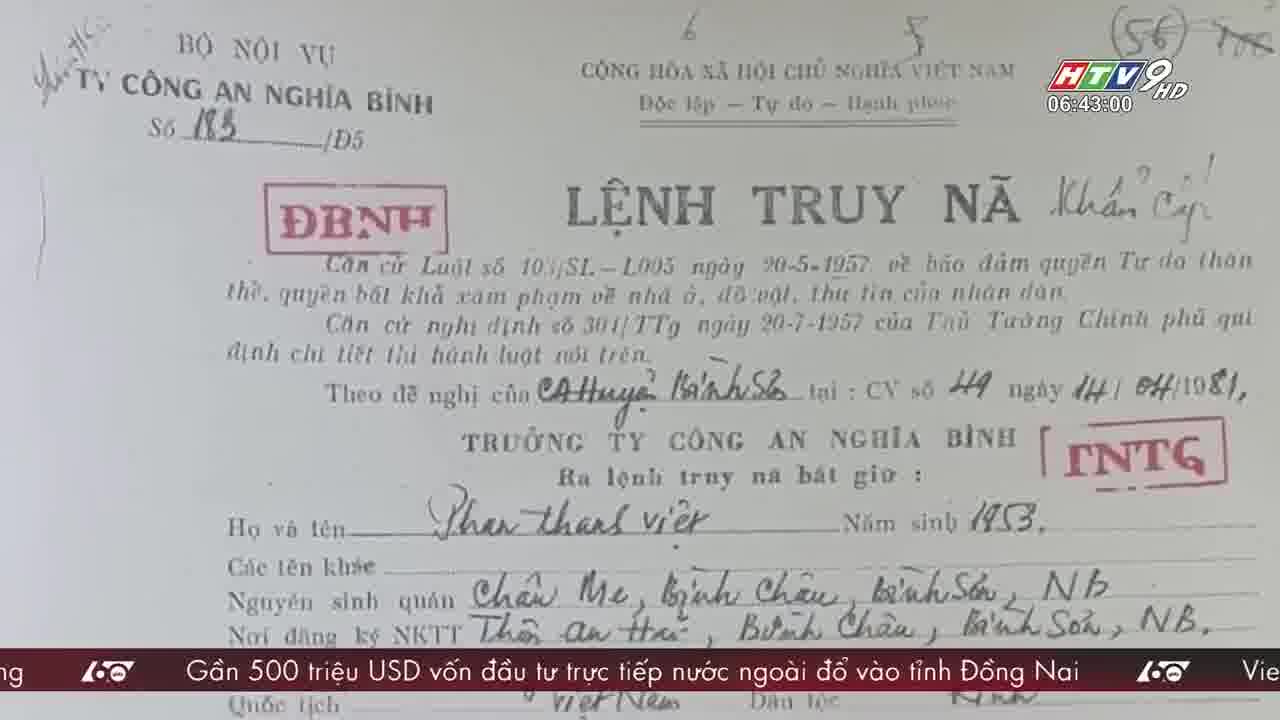 BỘ NỘI VỤ
TY CÔNG AN NGHĨA BÌNH
Số 183 /Đ5
6 5 (56)
CỘNG HÒA XÃ HỘI CHỦ NGHĨA VIỆT NAM
Độc lập — Tự do — Hạnh phúc
HTV9 HD
06:43:00
ĐBNH
LỆNH TRUY NÃ Khẩn cấp
Căn cứ Luật số 103/SL—L005 ngày 20-5-1957 về bảo đảm quyền Tự do thân
thể, quyền bất khả xâm phạm về nhà ở, đồ vật, thư tín của nhân dân.
Căn cứ nghị định số 301/TTg ngày 20-7-1957 của Thủ Tướng Chính phủ qui
định chi tiết thi hành luật nói trên.
Theo đề nghị của CA Huyện Bình Sơn tại : CV số 49 ngày 14/ 04/1981,
TRƯỞNG TY CÔNG AN NGHĨA BÌNH
TNTG
Ra lệnh truy nã bắt giữ :
Họ và tên Phan Thanh Việt Năm sinh 1953.
Các tên khác
Nguyên sinh quán Châu Me, Bình Châu, Bình Sơn, NB
Nơi đăng ký NKTT Thôn An Hải, Bình Châu, Bình Sơn, NB.
ng 60 Gần 500 triệu USD vốn đầu tư trực tiếp nước ngoài đổ vào tỉnh Đồng Nai 60 Vie
Quốc tịch Việt Nam Dân tộc Kinh